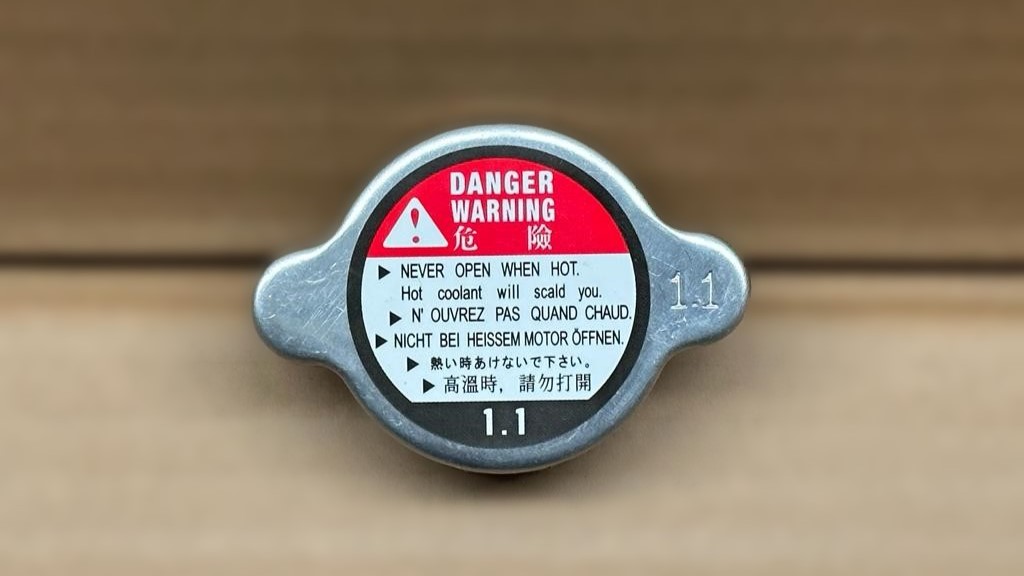 DANGER
WARNING
危 險
▶ NEVER OPEN WHEN HOT.
Hot coolant will scald you.
▶ N' OUVREZ PAS QUAND CHAUD.
▶ NICHT BEI HEISSEM MOTOR ÖFFNEN.
▶ 熱い時あけないで下さい。
▶ 高溫時，請勿打開
1.1
1.1